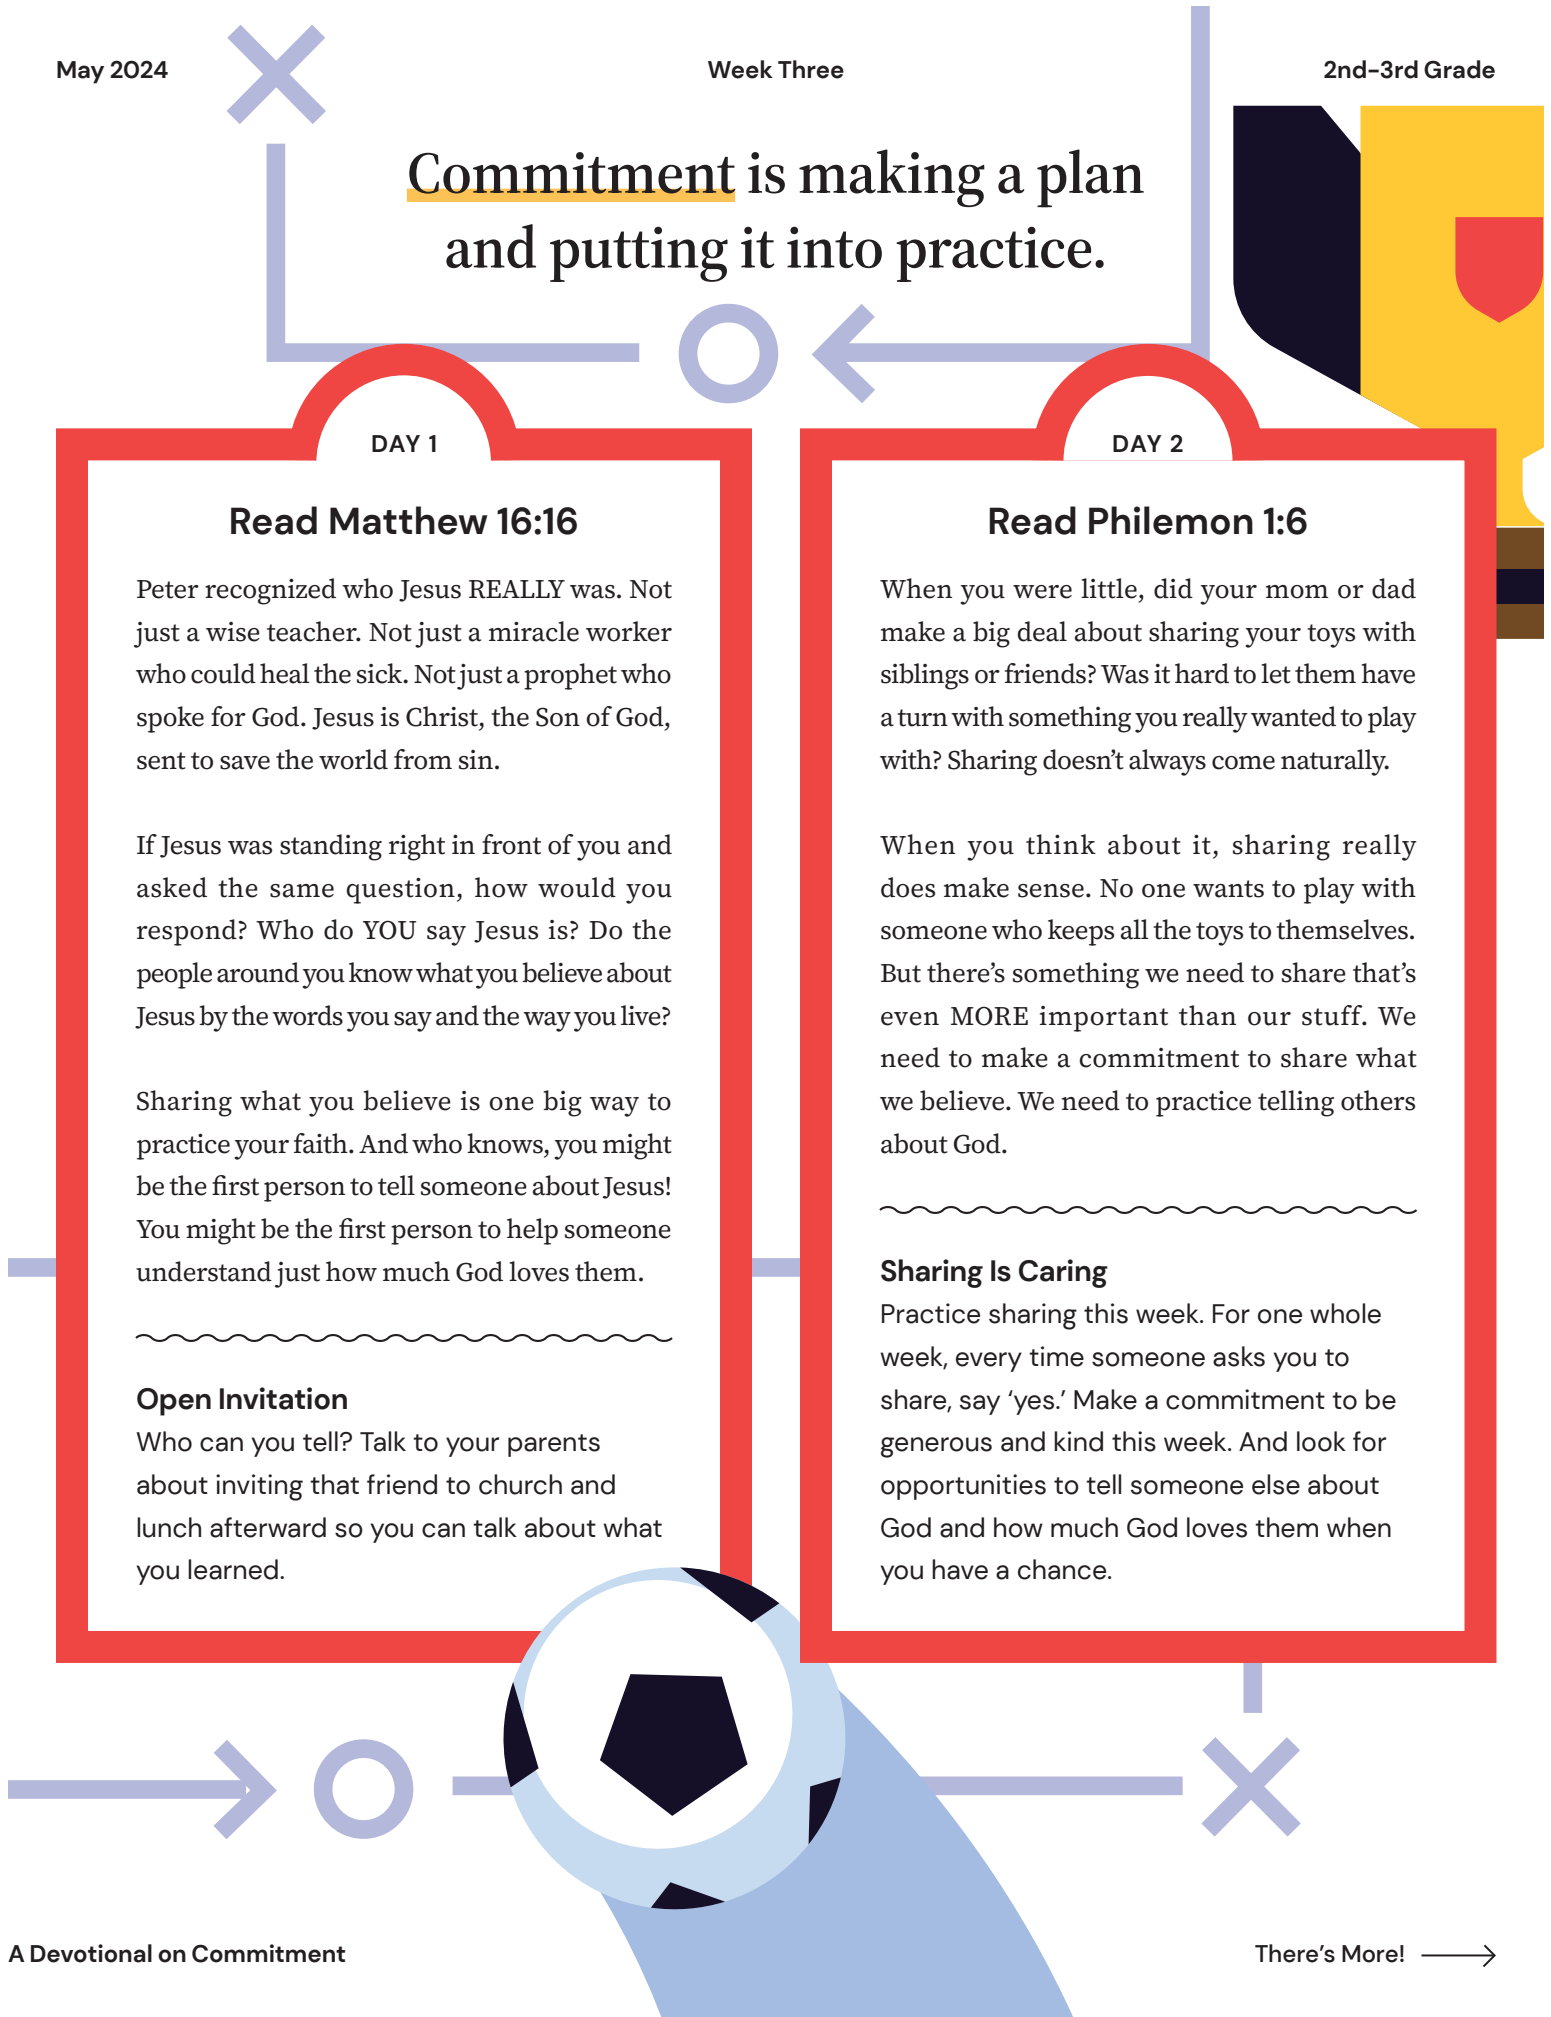 May 2024
Week Three
2nd–3rd Grade
Commitment is making a plan
and putting it into practice.
DAY 1
Read Matthew 16:16
Peter recognized who Jesus REALLY was. Not
just a wise teacher. Not just a miracle worker
who could heal the sick. Not just a prophet who
spoke for God. Jesus is Christ, the Son of God,
sent to save the world from sin.
If Jesus was standing right in front of you and
asked the same question, how would you
respond? Who do YOU say Jesus is? Do the
people around you know what you believe about
Jesus by the words you say and the way you live?
Sharing what you believe is one big way to
practice your faith. And who knows, you might
be the first person to tell someone about Jesus!
You might be the first person to help someone
understand just how much God loves them.
Open Invitation
Who can you tell? Talk to your parents
about inviting that friend to church and
lunch afterward so you can talk about what
you learned.
DAY 2
Read Philemon 1:6
When you were little, did your mom or dad
make a big deal about sharing your toys with
siblings or friends? Was it hard to let them have
a turn with something you really wanted to play
with? Sharing doesn’t always come naturally.
When you think about it, sharing really
does make sense. No one wants to play with
someone who keeps all the toys to themselves.
But there’s something we need to share that’s
even MORE important than our stuff. We
need to make a commitment to share what
we believe. We need to practice telling others
about God.
Sharing Is Caring
Practice sharing this week. For one whole
week, every time someone asks you to
share, say ‘yes.’ Make a commitment to be
generous and kind this week. And look for
opportunities to tell someone else about
God and how much God loves them when
you have a chance.
A Devotional on Commitment
There’s More!